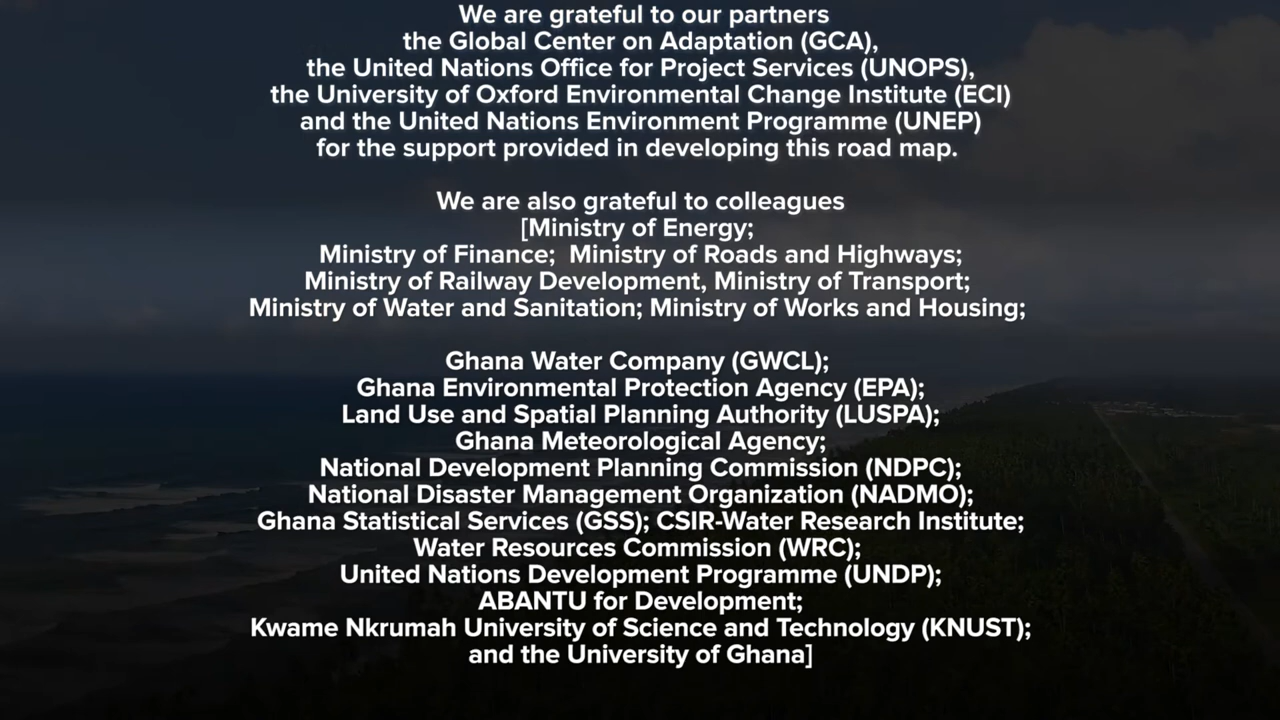 We are grateful to our partners
the Global Center on Adaptation (GCA),
the United Nations Office for Project Services (UNOPS),
the University of Oxford Environmental Change Institute (ECI)
and the United Nations Environment Programme (UNEP)
for the support provided in developing this road map.
We are also grateful to colleagues
[Ministry of Energy;
Ministry of Finance;  Ministry of Roads and Highways;
Ministry of Railway Development, Ministry of Transport;
Ministry of Water and Sanitation; Ministry of Works and Housing;
Ghana Water Company (GWCL);
Ghana Environmental Protection Agency (EPA);
Land Use and Spatial Planning Authority (LUSPA);
Ghana Meteorological Agency;
National Development Planning Commission (NDPC);
National Disaster Management Organization (NADMO);
Ghana Statistical Services (GSS); CSIR-Water Research Institute;
Water Resources Commission (WRC);
United Nations Development Programme (UNDP);
ABANTU for Development;
Kwame Nkrumah University of Science and Technology (KNUST);
and the University of Ghana]